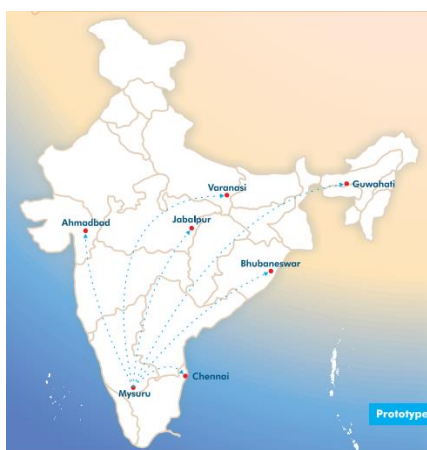 Varanasi
Guwahati
Ahmadbad
Jabalpur
Bhubaneswar
Chennai
Mysuru
Prototype